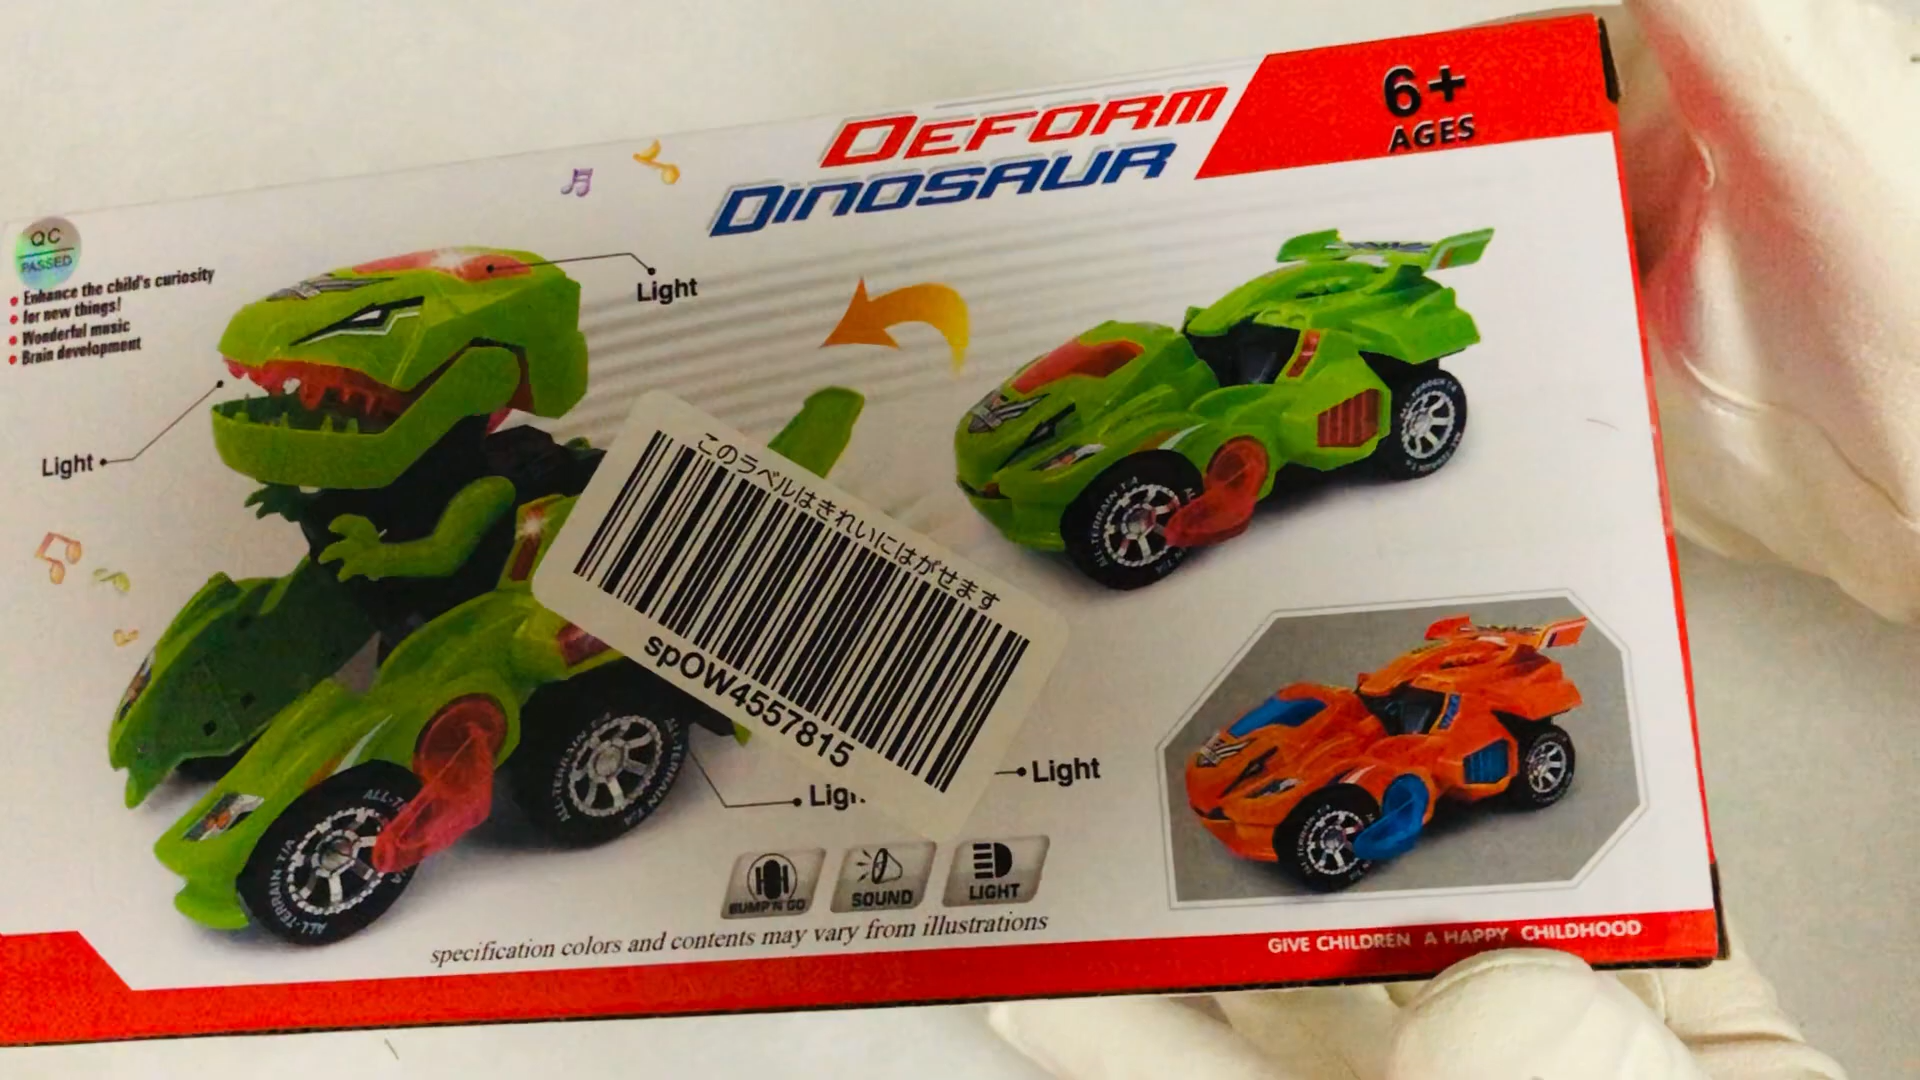 DEFORM
DINOSAUR
6+
AGES
QC
PASSED
Enhance the child's curiosity
for new things!
Wonderful music
Brain development
Light
Light
このラベルはきれいにはがせます
spOW4557815
Light
BUMP'N'GO
SOUND
LIGHT
specification colors and contents may vary from illustrations
GIVE CHILDREN A HAPPY CHILDHOOD
ALL-TERRAIN T/A